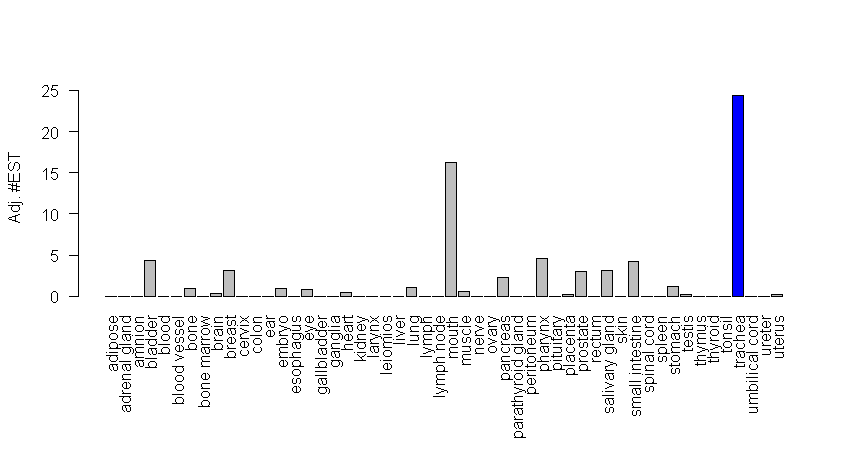 Adj. #EST
25
20
15
10
5
0
adipose
adrenal gland
amnion
bladder
blood
blood vessel
bone
bone marrow
brain
breast
cervix
colon
ear
embryo
esophagus
eye
gallbladder
ganglia
heart
kidney
larynx
leiomios
liver
lung
lymph
lymph node
mouth
muscle
nerve
ovary
pancreas
parathyroid gland
peritoneum
pharynx
pituitary
placenta
prostate
rectum
salivary gland
skin
small intestine
spinal cord
spleen
stomach
testis
thymus
thyroid
tonsil
trachea
umbilical cord
ureter
uterus